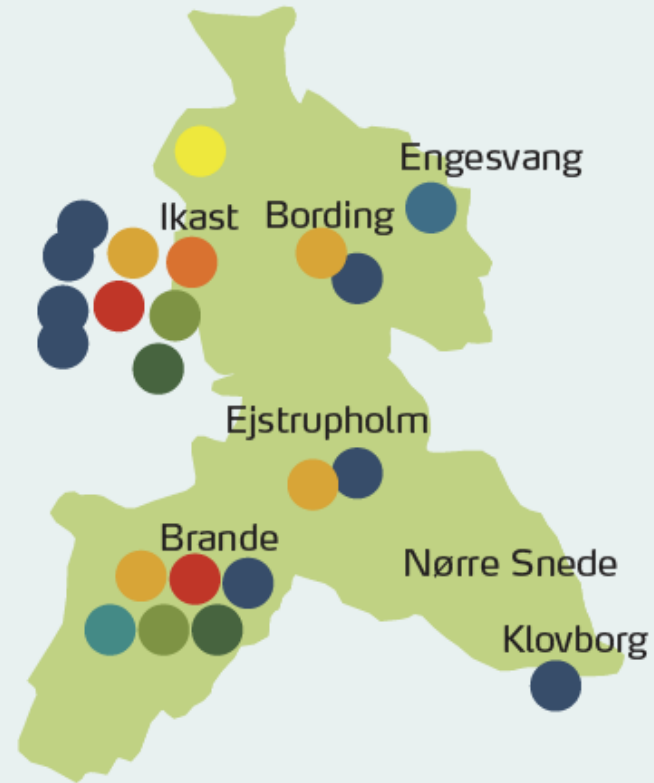 Engesvang
Ikast
Bording
Ejstrupholm
Brande
Nørre Snede
Klovborg